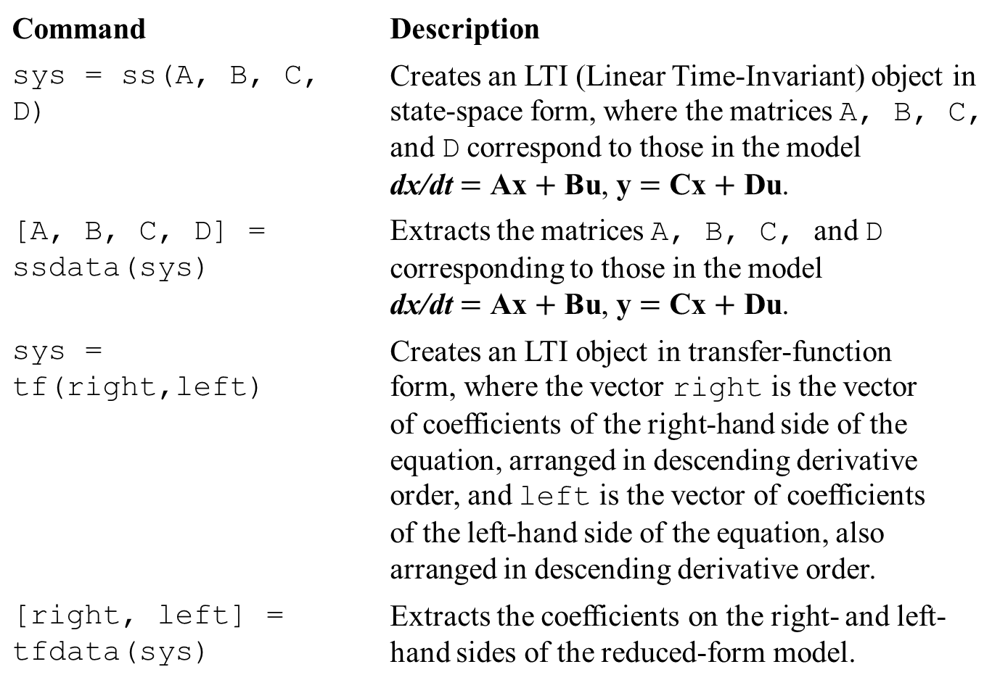 Command Description
sys = ss(A, B, C, D)
Creates an LTI (Linear Time-Invariant) object in
state-space form, where the matrices A, B, C,
and D correspond to those in the model
dx/dt = Ax + Bu, y = Cx + Du.
[A, B, C, D] =
ssdata(sys)
Extracts the matrices A, B, C, and D
corresponding to those in the model
dx/dt = Ax + Bu, y = Cx + Du.
sys =
tf(right,left)
Creates an LTI object in transfer-function
form, where the vector right is the vector
of coefficients of the right-hand side of the
equation, arranged in descending derivative
order, and left is the vector of coefficients
of the left-hand side of the equation, also
arranged in descending derivative order.
[right, left] =
tfdata(sys)
Extracts the coefficients on the right- and left-
hand sides of the reduced-form model.